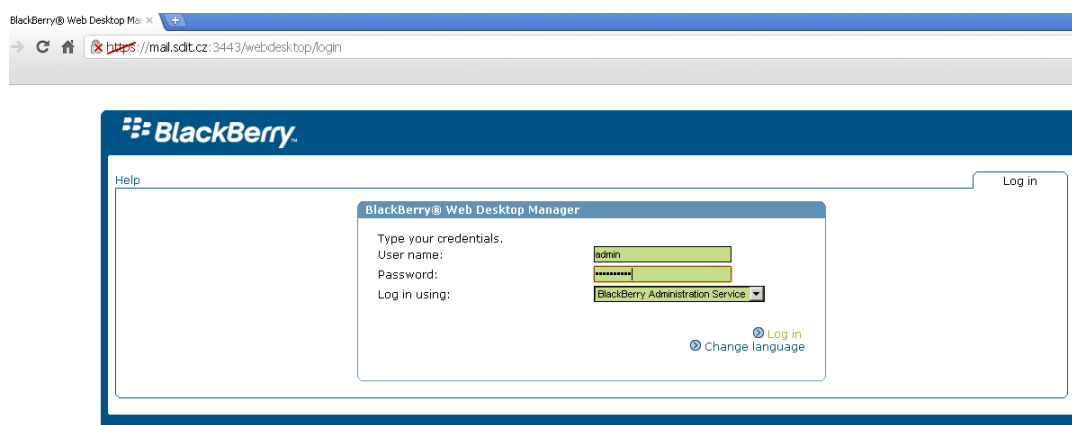 BlackBerry® Web Desktop Ma
https://mail.sdit.cz:3443/webdesktop/login
BlackBerry
Help
Log in
BlackBerry® Web Desktop Manager
Type your credentials.
User name: admin
Password: ••••••••••
Log in using: BlackBerry Administration Service
Log in
Change language